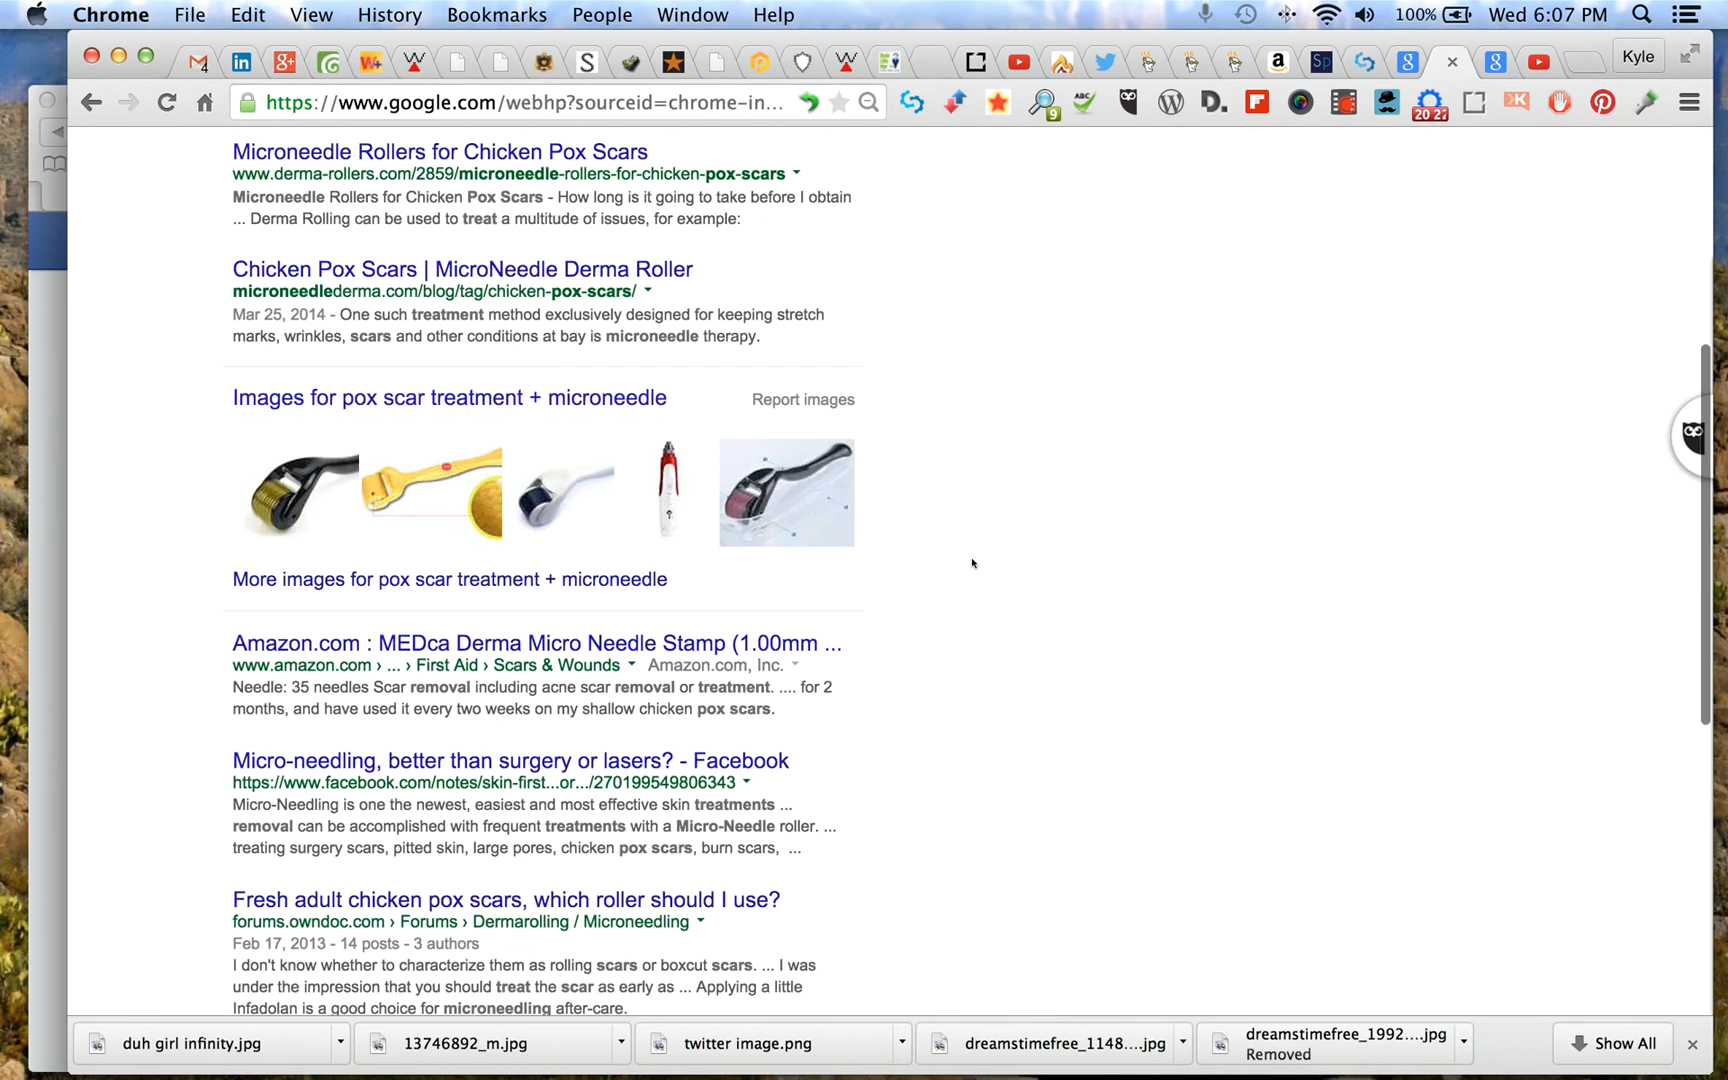 Chrome File Edit View History Bookmarks People Window Help 100% Wed 6:07 PM
Kyle
https://www.google.com/webhp?sourceid=chrome-in...
ABC
9
20 27
Microneedle Rollers for Chicken Pox Scars
www.derma-rollers.com/2859/microneedle-rollers-for-chicken-pox-scars
Microneedle Rollers for Chicken Pox Scars - How long is it going to take before I obtain
... Derma Rolling can be used to treat a multitude of issues, for example:
Chicken Pox Scars | MicroNeedle Derma Roller
microneedlederma.com/blog/tag/chicken-pox-scars/
Mar 25, 2014 - One such treatment method exclusively designed for keeping stretch
marks, wrinkles, scars and other conditions at bay is microneedle therapy.
Images for pox scar treatment + microneedle Report images
More images for pox scar treatment + microneedle
Amazon.com : MEDca Derma Micro Needle Stamp (1.00mm ...
www.amazon.com › ... › First Aid › Scars & Wounds Amazon.com, Inc.
Needle: 35 needles Scar removal including acne scar removal or treatment. .... for 2
months, and have used it every two weeks on my shallow chicken pox scars.
Micro-needling, better than surgery or lasers? - Facebook
https://www.facebook.com/notes/skin-first...or.../270199549806343
Micro-Needling is one the newest, easiest and most effective skin treatments ...
removal can be accomplished with frequent treatments with a Micro-Needle roller. ...
treating surgery scars, pitted skin, large pores, chicken pox scars, burn scars, ...
Fresh adult chicken pox scars, which roller should I use?
forums.owndoc.com › Forums › Dermarolling / Microneedling
Feb 17, 2013 - 14 posts - 3 authors
I don't know whether to characterize them as rolling scars or boxcut scars. ... I was
under the impression that you should treat the scar as early as ... Applying a little
Infadolan is a good choice for microneedling after-care.
duh girl infinity.jpg 13746892_m.jpg twitter image.png dreamstimefree_1148....jpg dreamstimefree_1992....jpg Show All
Removed